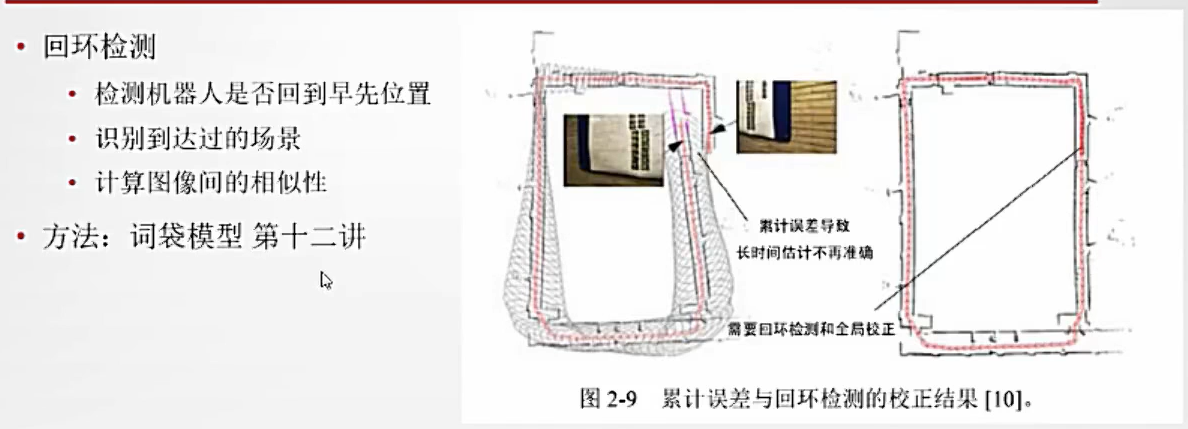 回环检测
检测机器人是否回到早先位置
识别到达过的场景
计算图像间的相似性
方法：词袋模型 第十二讲
累计误差导致
长时间估计不再准确
需要回环检测和全局校正
图 2-9 累计误差与回环检测的校正结果 [10]。